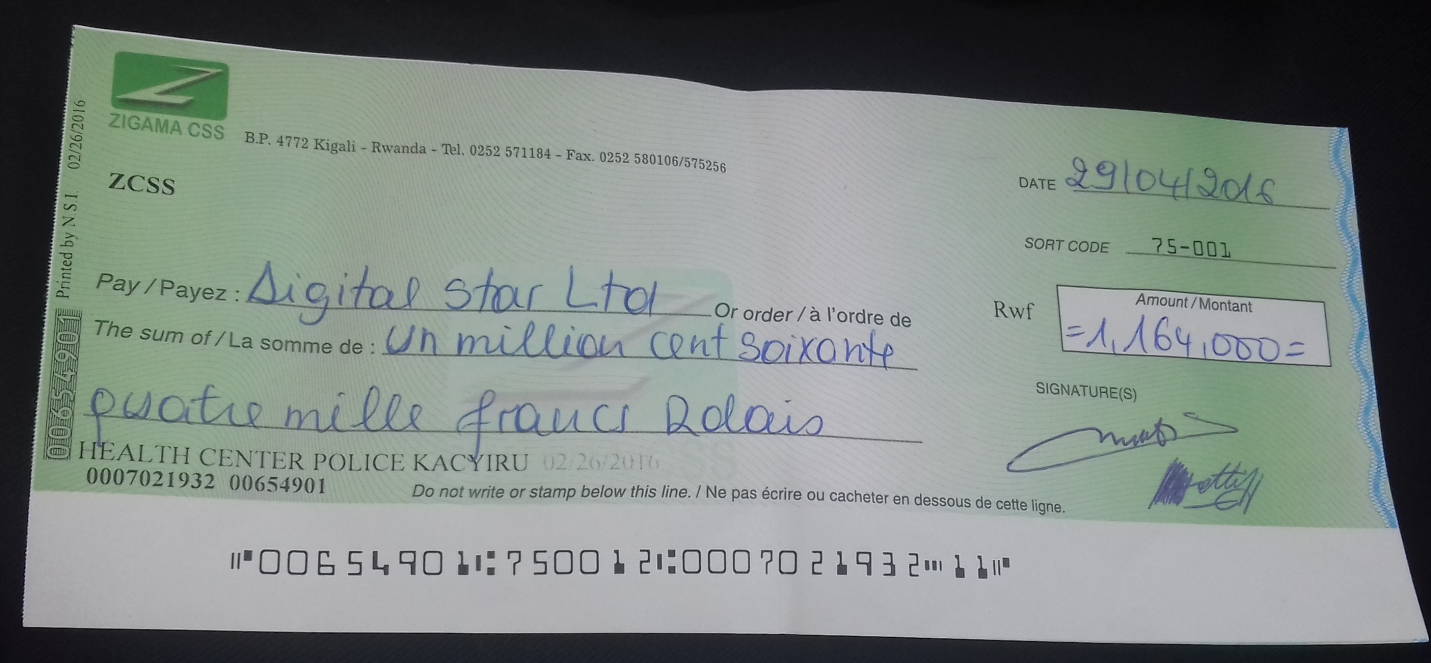 Z
ZIGAMA CSS
B.P. 4772 Kigali - Rwanda - Tel. 0252 571184 - Fax. 0252 580106/575256
ZCSS
DATE 29/04/2016
SORT CODE 75-001
Pay / Payez : Digital Star Ltd Or order / à l'ordre de
Rwf
Amount / Montant
=1,164,000=
The sum of / La somme de : Un million cent soixante
quatre mille francs Rdais
SIGNATURE(S)
HEALTH CENTER POLICE KACYIRU 02/26/2016
0007021932 00654901
Do not write or stamp below this line. / Ne pas écrire ou cacheter en dessous de cette ligne.
00654901 750012 0007021932 11
Printed by N.S.I. 02/26/2016
00654901